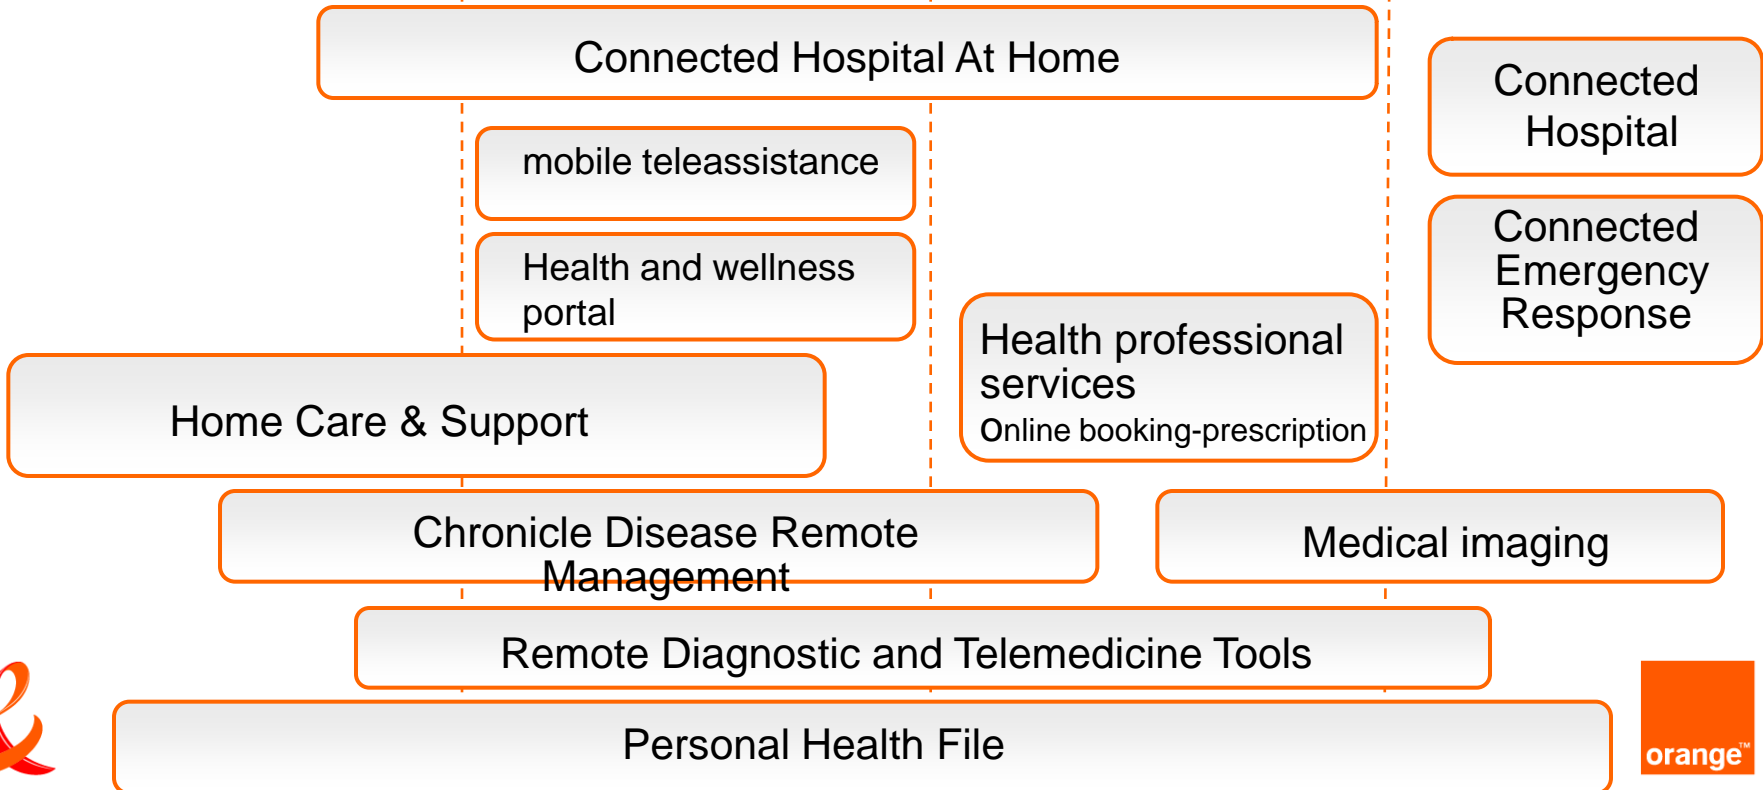 Connected Hospital At Home
Connected
Hospital
mobile teleassistance
Connected
Emergency
Response
Health and wellness
portal
Health professional
services
Online booking-prescription
Home Care & Support
Chronicle Disease Remote
Management
Medical imaging
Remote Diagnostic and Telemedicine Tools
Personal Health File
orange™